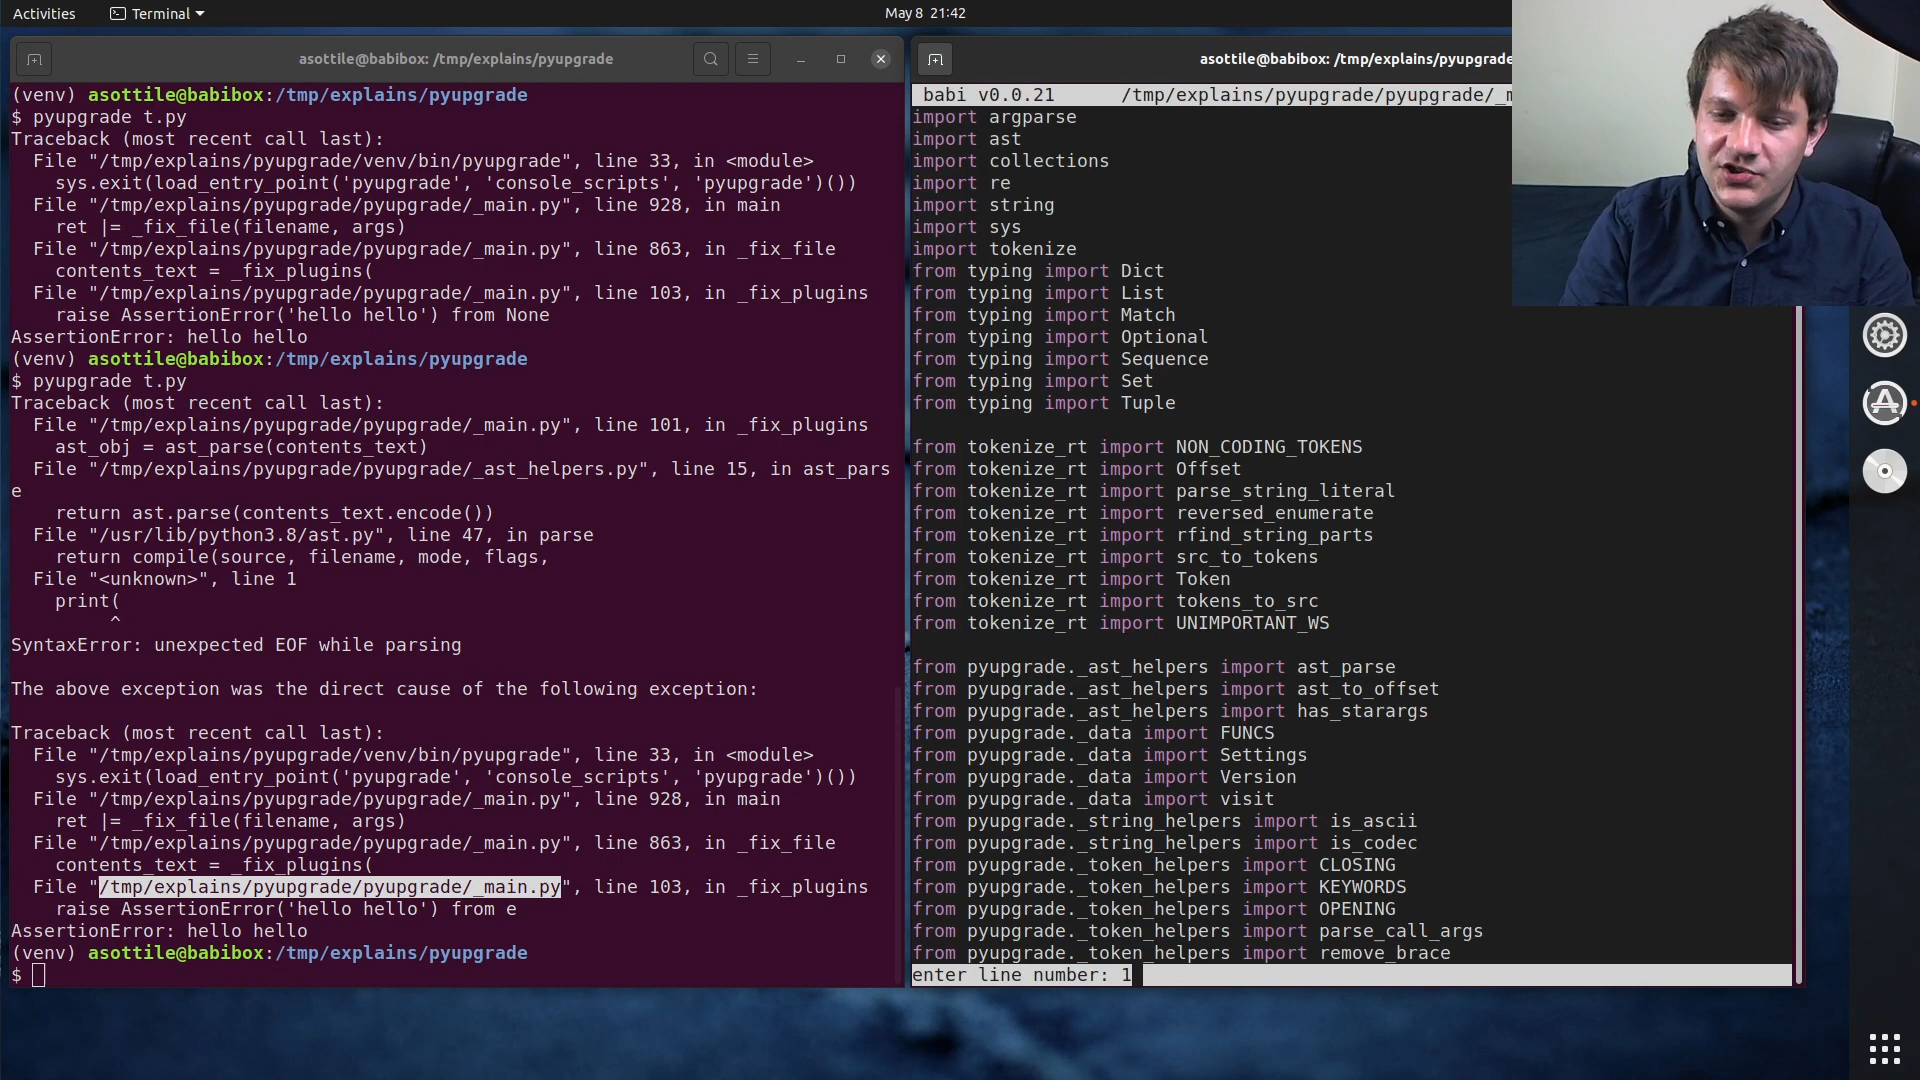 Activities
Terminal
May 8 21:42
asottile@babibox: /tmp/explains/pyupgrade
(venv) asottile@babibox:/tmp/explains/pyupgrade
$ pyupgrade t.py
Traceback (most recent call last):
  File "/tmp/explains/pyupgrade/venv/bin/pyupgrade", line 33, in <module>
    sys.exit(load_entry_point('pyupgrade', 'console_scripts', 'pyupgrade')())
  File "/tmp/explains/pyupgrade/pyupgrade/_main.py", line 928, in main
    ret |= _fix_file(filename, args)
  File "/tmp/explains/pyupgrade/pyupgrade/_main.py", line 863, in _fix_file
    contents_text = _fix_plugins(
  File "/tmp/explains/pyupgrade/pyupgrade/_main.py", line 103, in _fix_plugins
    raise AssertionError('hello hello') from None
AssertionError: hello hello
(venv) asottile@babibox:/tmp/explains/pyupgrade
$ pyupgrade t.py
Traceback (most recent call last):
  File "/tmp/explains/pyupgrade/pyupgrade/_main.py", line 101, in _fix_plugins
    ast_obj = ast_parse(contents_text)
  File "/tmp/explains/pyupgrade/pyupgrade/_ast_helpers.py", line 15, in ast_pars
e
    return ast.parse(contents_text.encode())
  File "/usr/lib/python3.8/ast.py", line 47, in parse
    return compile(source, filename, mode, flags,
  File "<unknown>", line 1
    print(
         ^
SyntaxError: unexpected EOF while parsing
The above exception was the direct cause of the following exception:
Traceback (most recent call last):
  File "/tmp/explains/pyupgrade/venv/bin/pyupgrade", line 33, in <module>
    sys.exit(load_entry_point('pyupgrade', 'console_scripts', 'pyupgrade')())
  File "/tmp/explains/pyupgrade/pyupgrade/_main.py", line 928, in main
    ret |= _fix_file(filename, args)
  File "/tmp/explains/pyupgrade/pyupgrade/_main.py", line 863, in _fix_file
    contents_text = _fix_plugins(
  File "/tmp/explains/pyupgrade/pyupgrade/_main.py", line 103, in _fix_plugins
    raise AssertionError('hello hello') from e
AssertionError: hello hello
(venv) asottile@babibox:/tmp/explains/pyupgrade
$
asottile@babibox: /tmp/explains/pyupgrade
babi v0.0.21 /tmp/explains/pyupgrade/pyupgrade/_m
import argparse
import ast
import collections
import re
import string
import sys
import tokenize
from typing import Dict
from typing import List
from typing import Match
from typing import Optional
from typing import Sequence
from typing import Set
from typing import Tuple
from tokenize_rt import NON_CODING_TOKENS
from tokenize_rt import Offset
from tokenize_rt import parse_string_literal
from tokenize_rt import reversed_enumerate
from tokenize_rt import rfind_string_parts
from tokenize_rt import src_to_tokens
from tokenize_rt import Token
from tokenize_rt import tokens_to_src
from tokenize_rt import UNIMPORTANT_WS
from pyupgrade._ast_helpers import ast_parse
from pyupgrade._ast_helpers import ast_to_offset
from pyupgrade._ast_helpers import has_starargs
from pyupgrade._data import FUNCS
from pyupgrade._data import Settings
from pyupgrade._data import Version
from pyupgrade._data import visit
from pyupgrade._string_helpers import is_ascii
from pyupgrade._string_helpers import is_codec
from pyupgrade._token_helpers import CLOSING
from pyupgrade._token_helpers import KEYWORDS
from pyupgrade._token_helpers import OPENING
from pyupgrade._token_helpers import parse_call_args
from pyupgrade._token_helpers import remove_brace
enter line number: 1